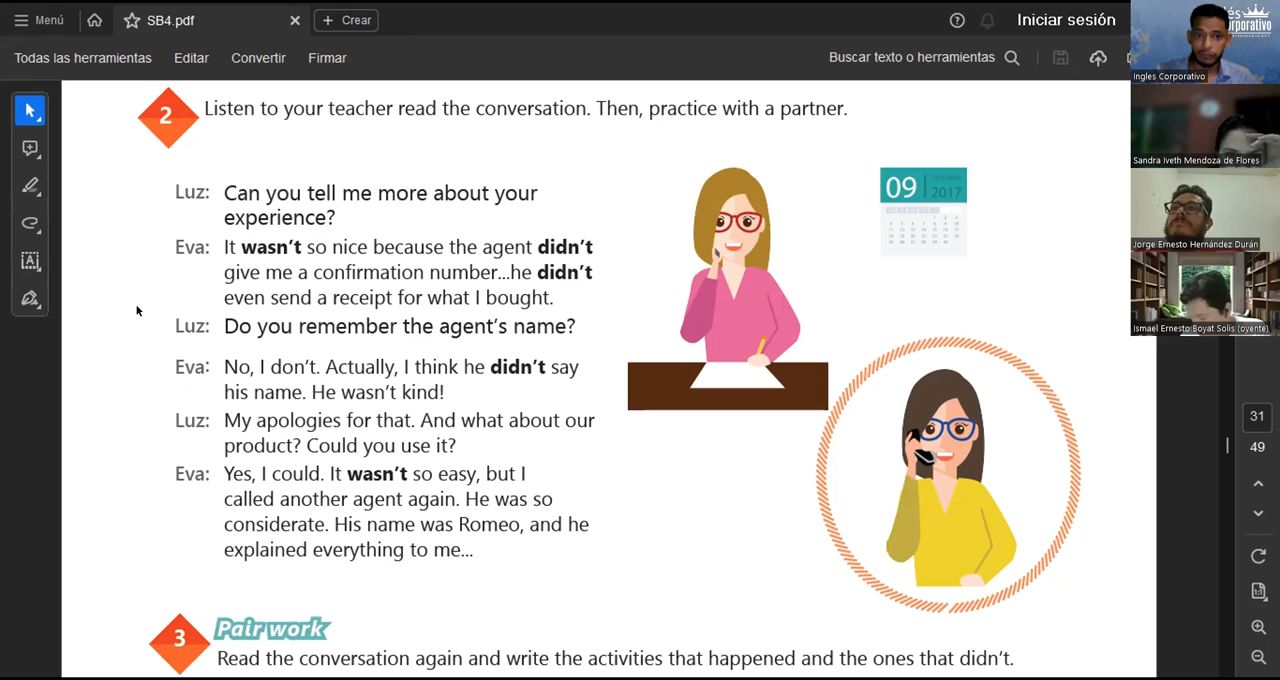 Menú
SB4.pdf
Crear
Iniciar sesión
Todas las herramientas
Editar
Convertir
Firmar
Buscar texto o herramientas
2
Listen to your teacher read the conversation. Then, practice with a partner.
Luz: Can you tell me more about your
experience?
Eva: It wasn't so nice because the agent didn't
give me a confirmation number...he didn't
even send a receipt for what I bought.
Luz: Do you remember the agent's name?
Eva: No, I don't. Actually, I think he didn't say
his name. He wasn't kind!
Luz: My apologies for that. And what about our
product? Could you use it?
Eva: Yes, I could. It wasn't so easy, but I
called another agent again. He was so
considerate. His name was Romeo, and he
explained everything to me...
09
SEPTEMBER
2017
3
Pair work
Read the conversation again and write the activities that happened and the ones that didn't.
Ingles Corporativo
Sandra Iveth Mendoza de Flores
Jorge Ernesto Hernández Durán
Ismael Ernesto Boyat Solis (oyente)
31
49